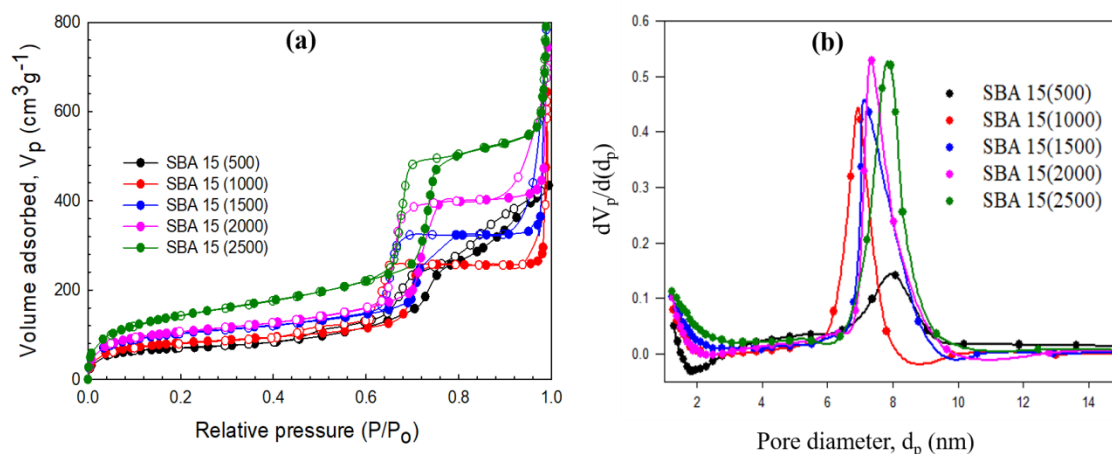 (a)
800
600
400
200
0
0.0 0.2 0.4 0.6 0.8 1.0
Volume adsorbed, Vp (cm3g-1)
Relative pressure (P/Po)
SBA 15 (500)
SBA 15 (1000)
SBA 15 (1500)
SBA 15 (2000)
SBA 15 (2500)
(b)
0.6
0.5
0.4
0.3
0.2
0.1
0.0
2 4 6 8 10 12 14
dVp/d(dp)
Pore diameter, dp (nm)
SBA 15(500)
SBA 15(1000)
SBA 15(1500)
SBA 15(2000)
SBA 15(2500)